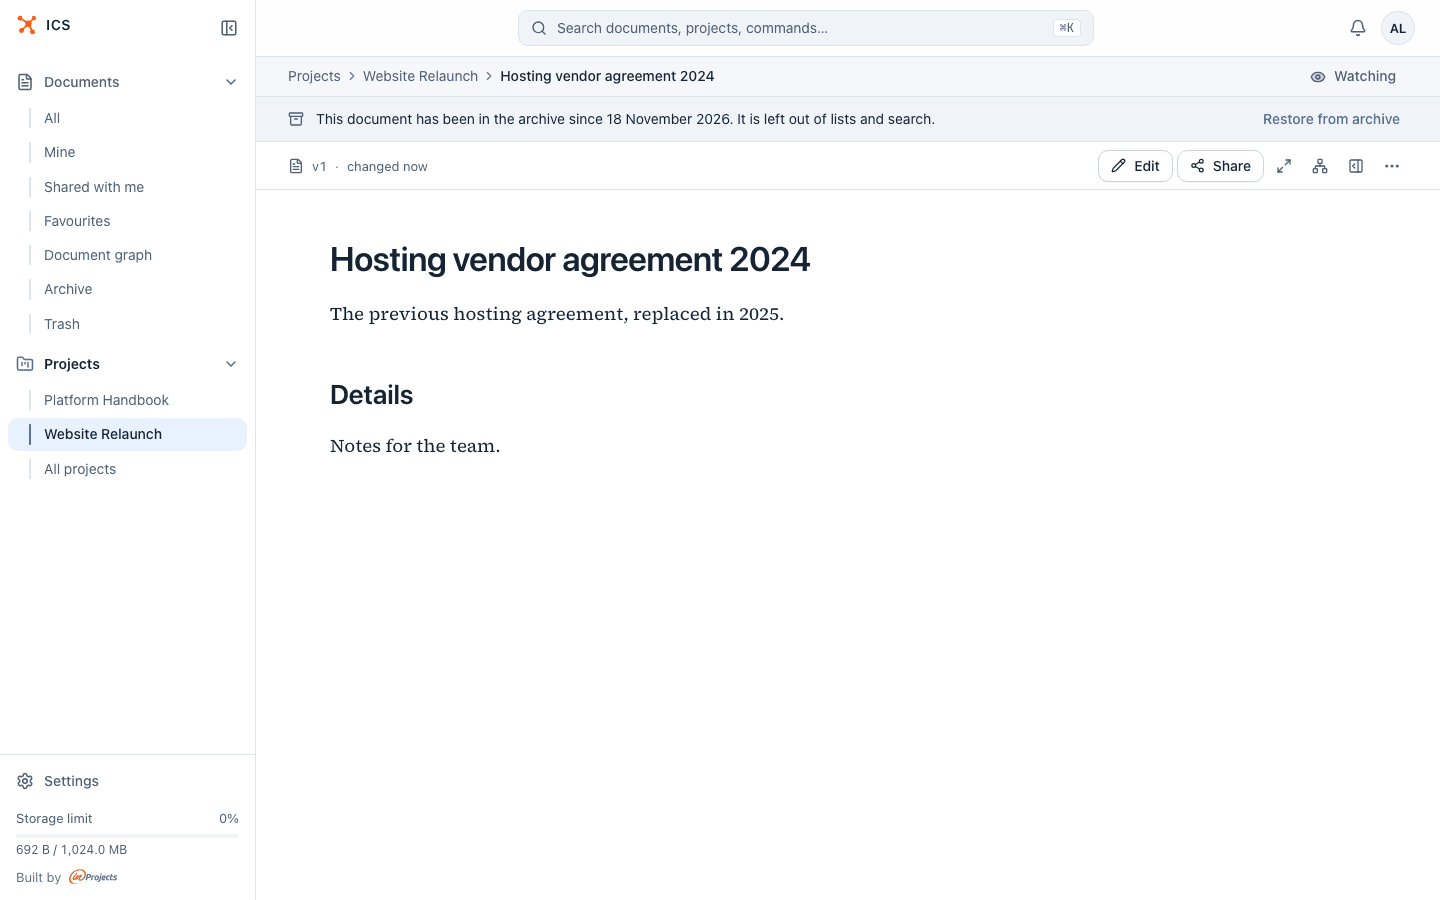 ICS
Search documents, projects, commands...
⌘K
AL
Documents
All
Mine
Shared with me
Favourites
Document graph
Archive
Trash
Projects
Platform Handbook
Website Relaunch
All projects
Settings
Storage limit 0%
692 B / 1,024.0 MB
Built by inProjects
Projects > Website Relaunch > Hosting vendor agreement 2024
Watching
This document has been in the archive since 18 November 2026. It is left out of lists and search.
Restore from archive
v1 · changed now
Edit
Share
Hosting vendor agreement 2024
The previous hosting agreement, replaced in 2025.
Details
Notes for the team.